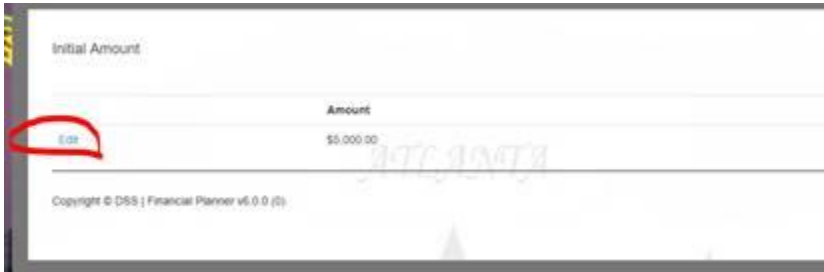 Initial Amount
Amount
Edit
$5,000.00
ATLANTA
Copyright © DSS | Financial Planner v6.0.0 (0)